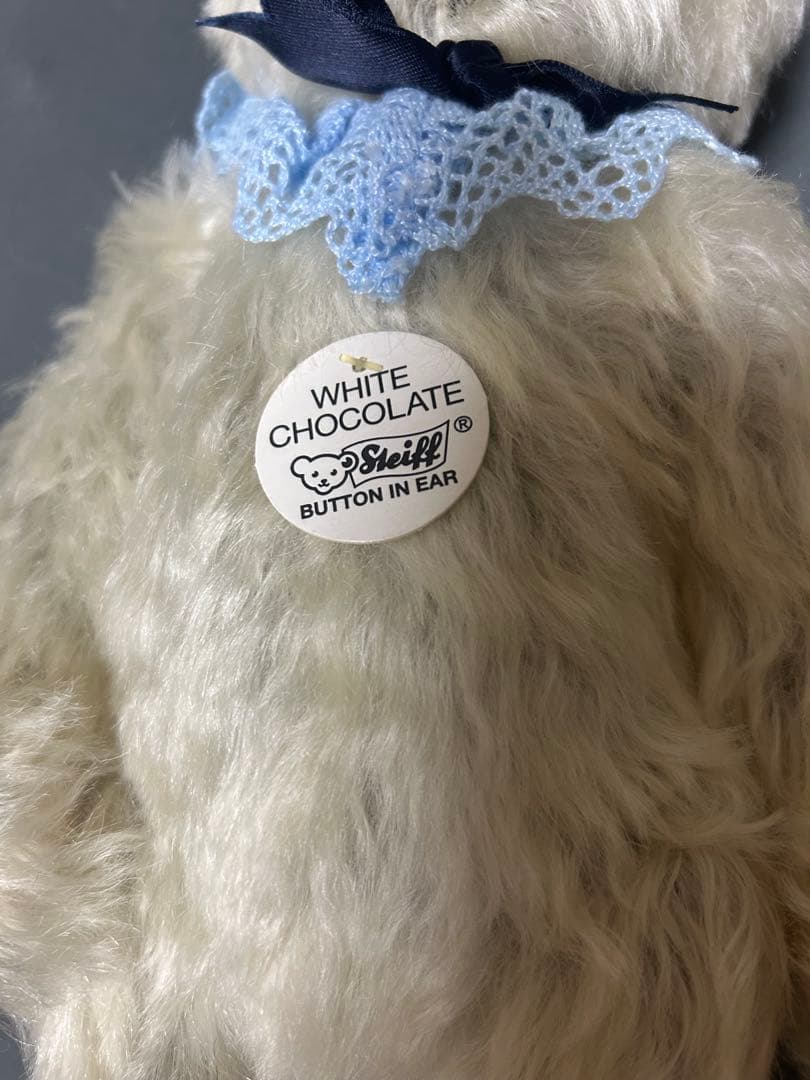 WHITE
CHOCOLATE
Steiff®
BUTTON IN EAR